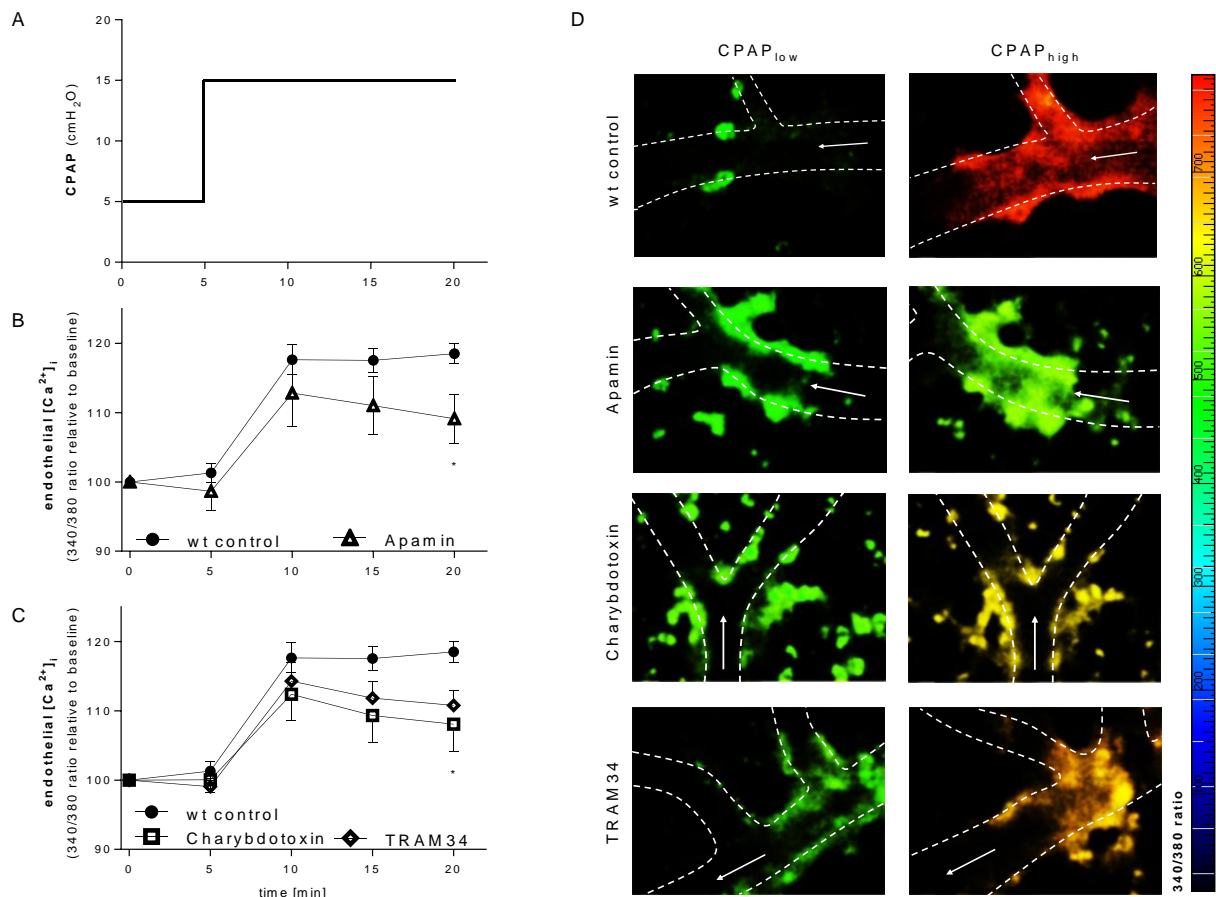 A
20
15
10
5
0
CPAP (cmH2O)
0 5 10 15 20
B
120
110
100
90
endothelial [Ca2+]i
(340/380 ratio relative to baseline)
*
wt control
Apamin
0 5 10 15 20
C
120
110
100
90
endothelial [Ca2+]i
(340/380 ratio relative to baseline)
*
wt control
Charybdotoxin
TRAM34
0 5 10 15 20
time [min]
D
CPAPlow
CPAPhigh
wt control
Apamin
Charybdotoxin
TRAM34
700
600
500
400
300
200
100
340/380 ratio